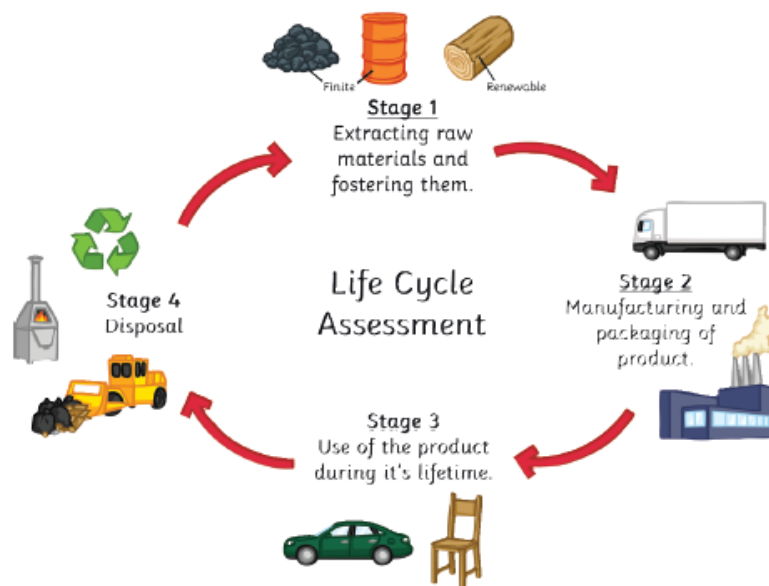 Finite
Renewable
Stage 1
Extracting raw
materials and
fostering them.
Stage 2
Manufacturing and
packaging of
product.
Stage 3
Use of the product
during it's lifetime.
Stage 4
Disposal
Life Cycle
Assessment